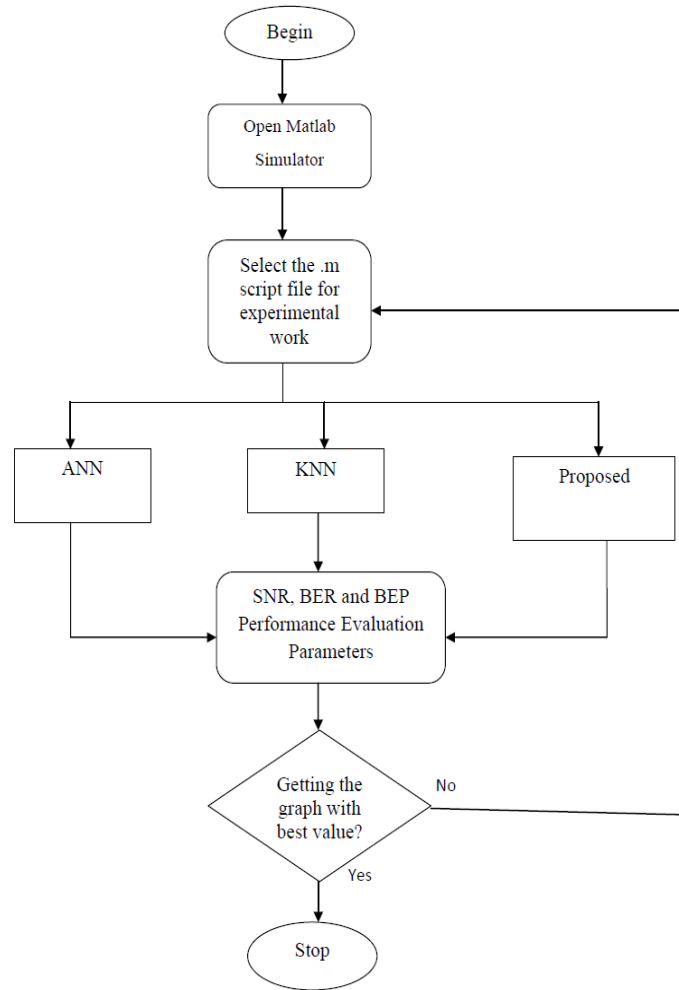 Begin
Open Matlab
Simulator
Select the .m
script file for
experimental
work
ANN
KNN
Proposed
SNR, BER and BEP
Performance Evaluation
Parameters
Getting the
graph with
best value?
No
Yes
Stop